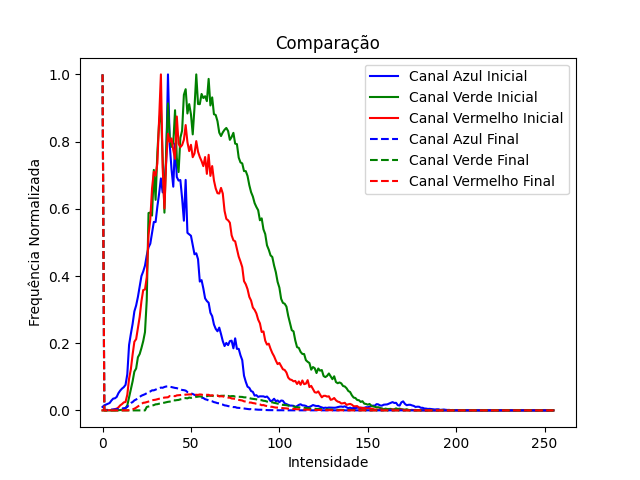 Comparação
Frequência Normalizada
1.0
0.8
0.6
0.4
0.2
0.0
Canal Azul Inicial
Canal Verde Inicial
Canal Vermelho Inicial
Canal Azul Final
Canal Verde Final
Canal Vermelho Final
0 50 100 150 200 250
Intensidade